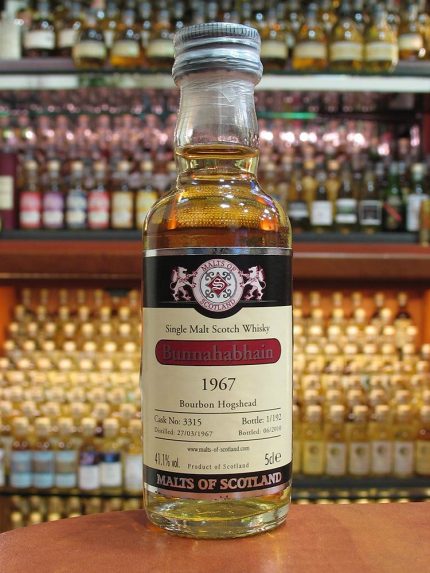 MALTS OF
S
SCOTLAND
Single Malt Scotch Whisky
Bunnahabhain
1967
Bourbon Hogshead
Cask No: 3315 Bottle: 1/192
Distilled: 27/03/1967 Bottled: 06/2010
www.malts-of-scotland.com
41.1% vol. Product of Scotland 5cl e
MALTS OF SCOTLAND